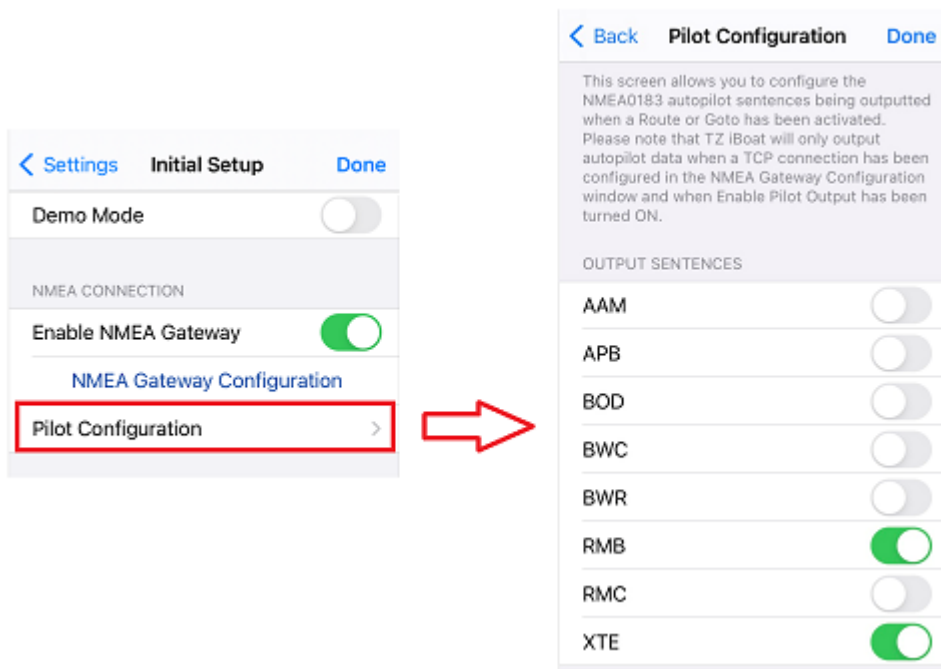 Settings Initial Setup Done
Demo Mode
NMEA CONNECTION
Enable NMEA Gateway
NMEA Gateway Configuration
Pilot Configuration
Back Pilot Configuration Done
This screen allows you to configure the
NMEA0183 autopilot sentences being outputted
when a Route or Goto has been activated.
Please note that TZ iBoat will only output
autopilot data when a TCP connection has been
configured in the NMEA Gateway Configuration
window and when Enable Pilot Output has been
turned ON.
OUTPUT SENTENCES
AAM
APB
BOD
BWC
BWR
RMB
RMC
XTE